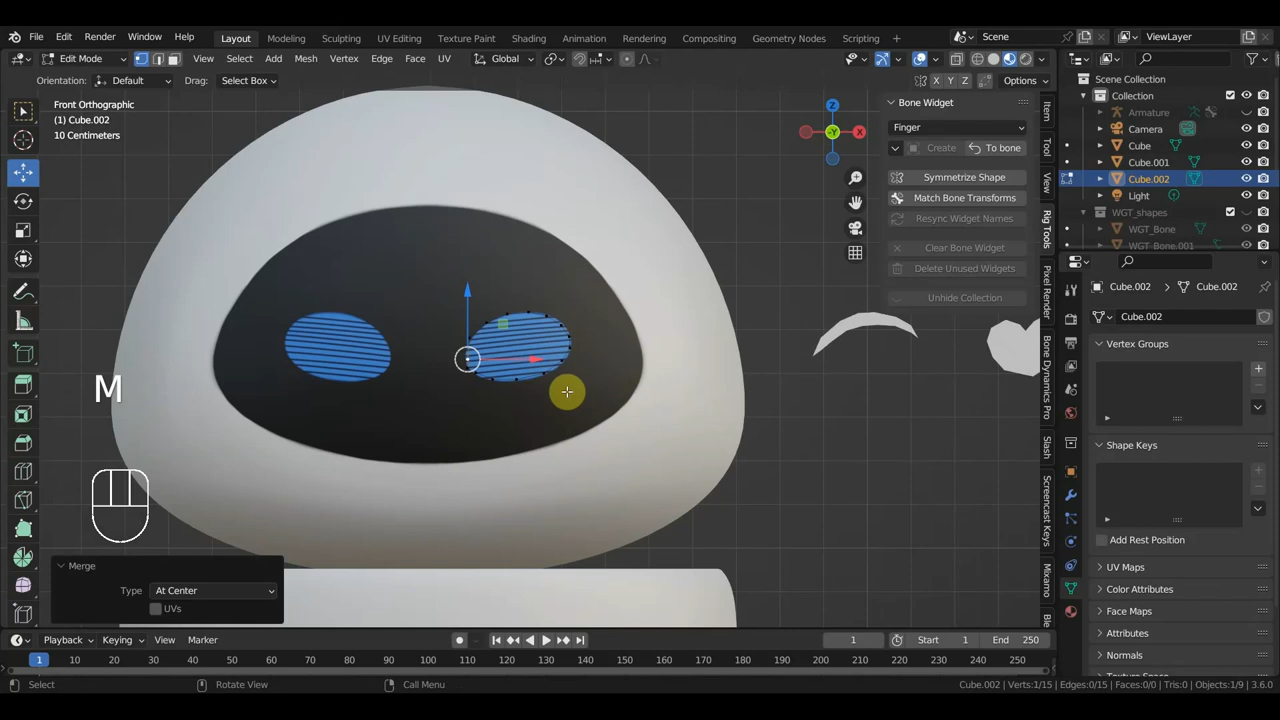 File Edit Render Window Help
Layout Modeling Sculpting UV Editing Texture Paint Shading Animation Rendering Compositing Geometry Nodes Scripting +
Scene ViewLayer
Edit Mode View Select Add Mesh Vertex Edge Face UV Global
Orientation: Default Drag: Select Box X Y Z Options
Front Orthographic
(1) Cube.002
10 Centimeters
Z
X
-Y
Bone Widget
Finger
Create To bone
Symmetrize Shape
Match Bone Transforms
Resync Widget Names
Clear Bone Widget
Delete Unused Widgets
Unhide Collection
Item
Tool
View
Rig Tools
Pixel Render
Bone Dynamics Pro
Slash
Screencast Keys
Mixamo
Ble
Scene Collection
Collection
Armature
Camera
Cube
Cube.001
Cube.002
Light
WGT_shapes
WGT_Bone
WGT_Bone.001
Cube.002 Cube.002
Cube.002
Vertex Groups
Shape Keys
Add Rest Position
UV Maps
Color Attributes
Face Maps
Attributes
Normals
Texture Space
M
Merge
Type At Center
UVs
Playback Keying View Marker 1 Start 1 End 250
1 10 20 30 40 50 60 70 80 90 100 110 120 130 140 150 160 170 180 190 200 210 220 230 240 250
Select Rotate View Call Menu Cube.002 | Verts:1/15 | Edges:0/15 | Faces:0/0 | Tris:0 | Objects:1/9 | 3.6.0